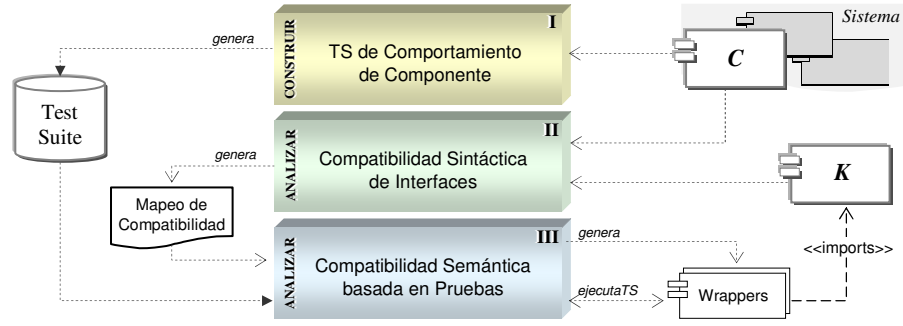 Sistema
genera
CONSTRUIR
I
TS de Comportamiento
de Componente
C
Test
Suite
genera
ANALIZAR
II
Compatibilidad Sintáctica
de Interfaces
K
Mapeo de
Compatibilidad
ANALIZAR
III
Compatibilidad Semántica
basada en Pruebas
genera
<<imports>>
ejecutaTS
Wrappers